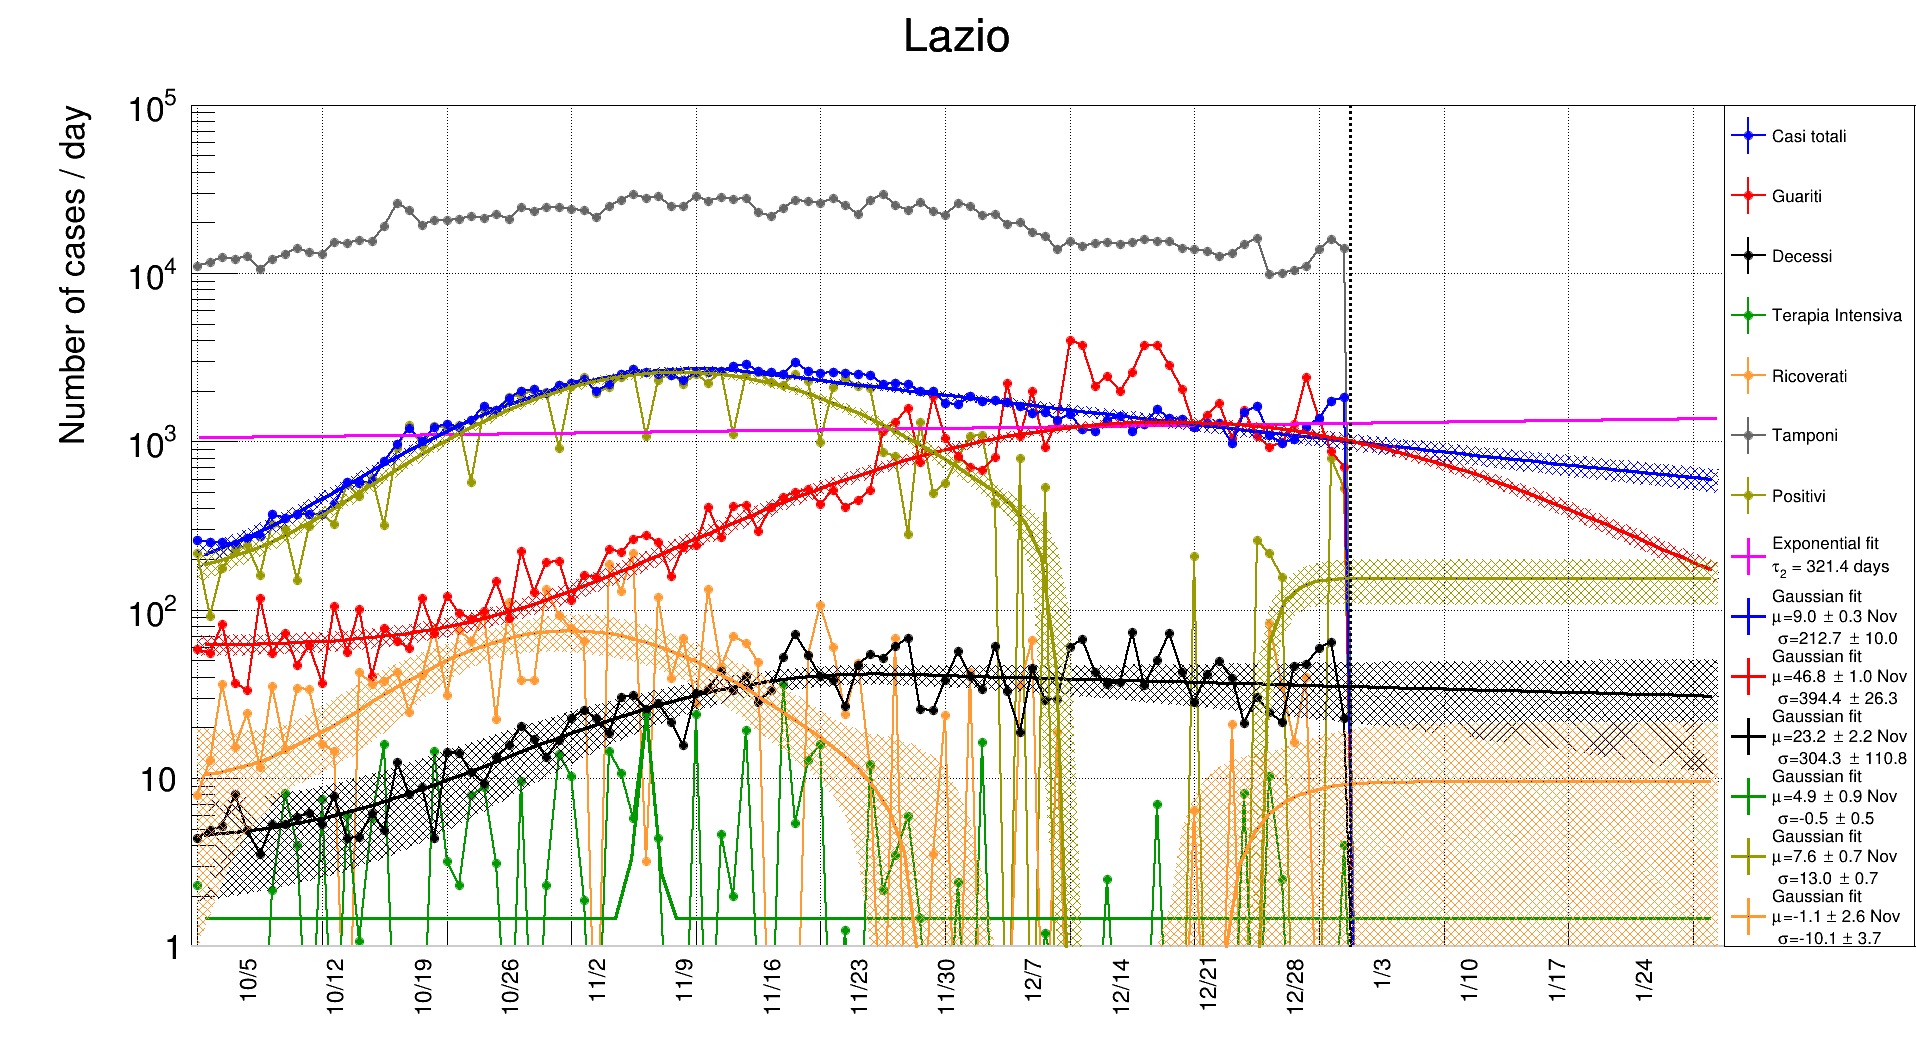 Lazio
Number of cases / day
10^5
10^4
10^3
10^2
10
1
10/5
10/12
10/19
10/26
11/2
11/9
11/16
11/23
11/30
12/7
12/14
12/21
12/28
1/3
1/10
1/17
1/24
Casi totali
Guariti
Decessi
Terapia Intensiva
Ricoverati
Tamponi
Positivi
Exponential fit
τ₂ = 321.4 days
Gaussian fit
μ=9.0 ± 0.3 Nov
σ=212.7 ± 10.0
Gaussian fit
μ=46.8 ± 1.0 Nov
σ=394.4 ± 26.3
Gaussian fit
μ=23.2 ± 2.2 Nov
σ=304.3 ± 110.8
Gaussian fit
μ=4.9 ± 0.9 Nov
σ=-0.5 ± 0.5
Gaussian fit
μ=7.6 ± 0.7 Nov
σ=13.0 ± 0.7
Gaussian fit
μ=-1.1 ± 2.6 Nov
σ=-10.1 ± 3.7